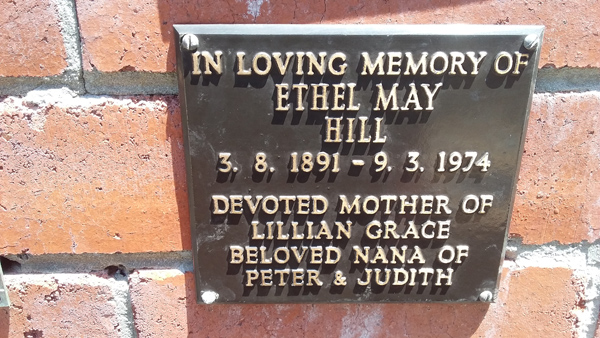 IN LOVING MEMORY OF
ETHEL MAY
HILL
3. 8. 1891 - 9. 3. 1974
DEVOTED MOTHER OF
LILLIAN GRACE
BELOVED NANA OF
PETER & JUDITH